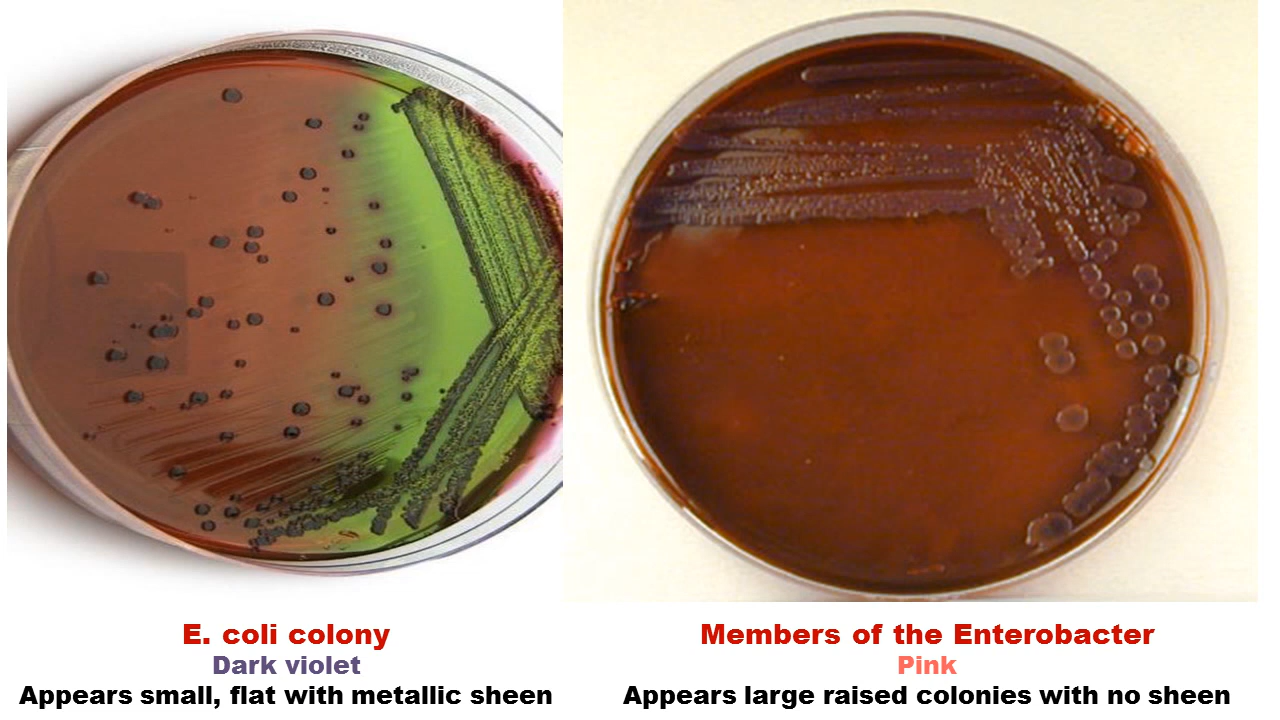 E. coli colony
Dark violet
Appears small, flat with metallic sheen
Members of the Enterobacter
Pink
Appears large raised colonies with no sheen